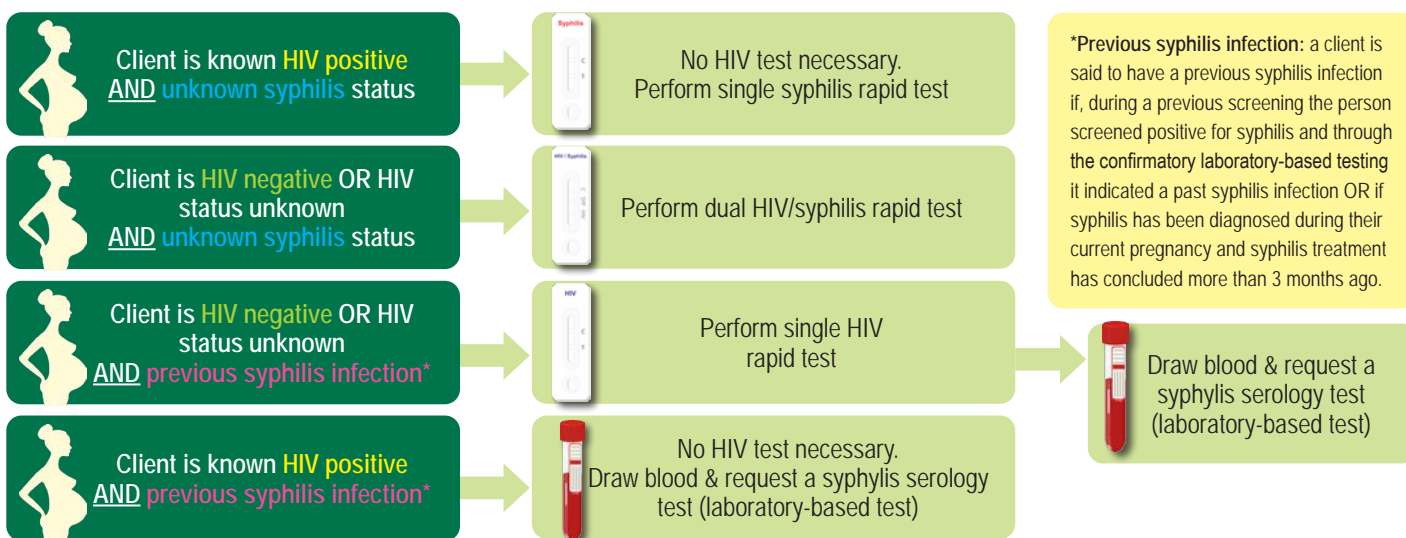 Client is known HIV positive
AND unknown syphilis status
Syphilis
C
T
No HIV test necessary.
Perform single syphilis rapid test
Client is HIV negative OR HIV
status unknown
AND unknown syphilis status
HIV / Syphilis
C SYP HIV
Perform dual HIV/syphilis rapid test
Client is HIV negative OR HIV
status unknown
AND previous syphilis infection*
HIV
C
T
Perform single HIV
rapid test
Draw blood & request a
syphylis serology test
(laboratory-based test)
Client is known HIV positive
AND previous syphilis infection*
No HIV test necessary.
Draw blood & request a syphylis serology
test (laboratory-based test)
*Previous syphilis infection: a client is
said to have a previous syphilis infection
if, during a previous screening the person
screened positive for syphilis and through
the confirmatory laboratory-based testing
it indicated a past syphilis infection OR if
syphilis has been diagnosed during their
current pregnancy and syphilis treatment
has concluded more than 3 months ago.